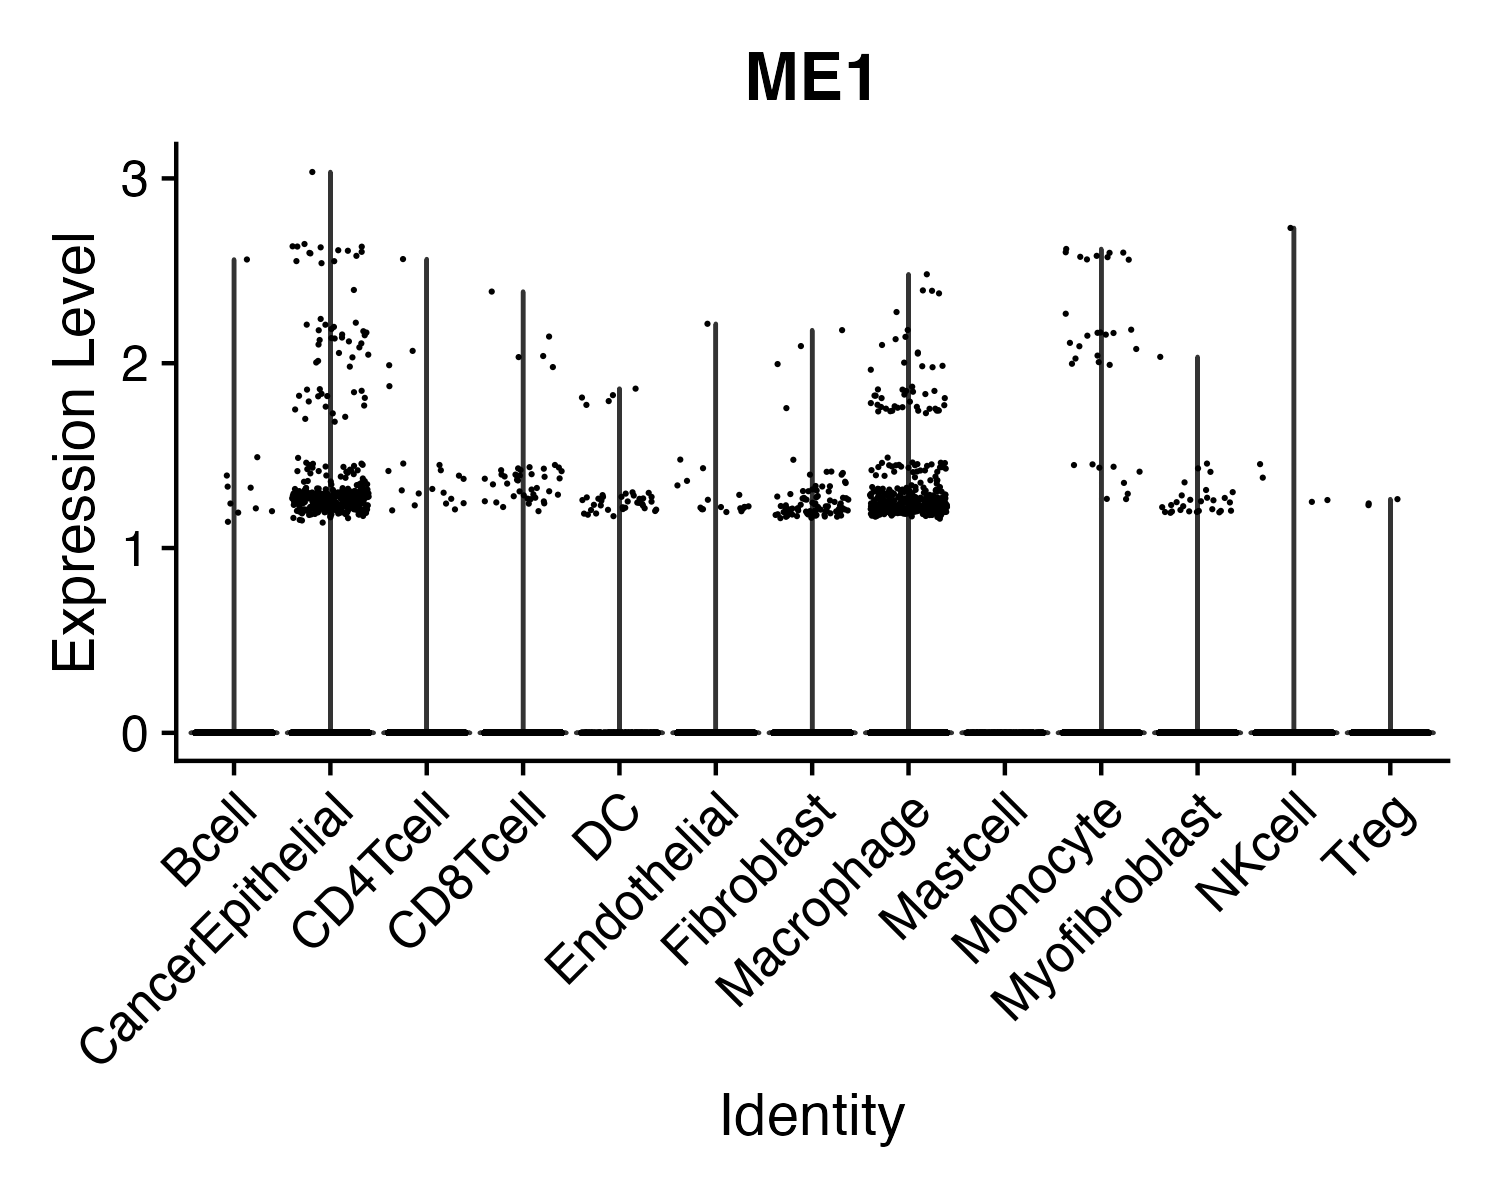 ME1
Expression Level
3
2
1
0
Bcell
CancerEpithelial
CD4Tcell
CD8Tcell
DC
Endothelial
Fibroblast
Macrophage
Mastcell
Monocyte
Myofibroblast
NKcell
Treg
Identity